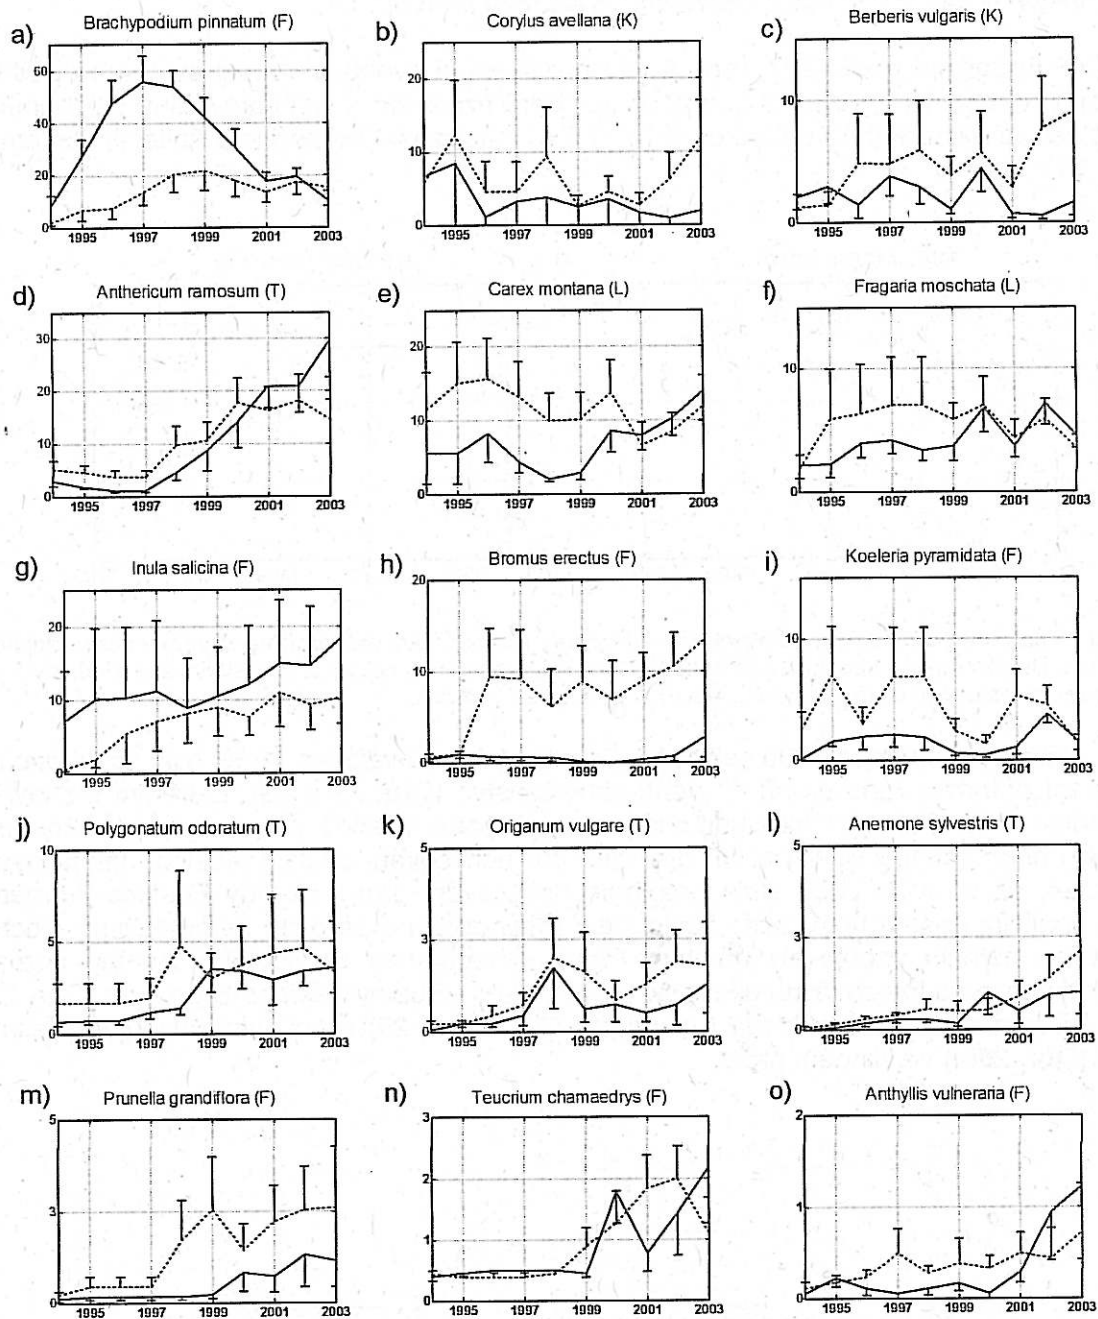 a) Brachypodium pinnatum (F)
60
40
20
0
1995 1997 1999 2001 2003
b) Corylus avellana (K)
20
10
0
1995 1997 1999 2001 2003
c) Berberis vulgaris (K)
10
0
1995 1997 1999 2001 2003
d) Anthericum ramosum (T)
30
20
10
0
1995 1997 1999 2001 2003
e) Carex montana (L)
20
10
0
1995 1997 1999 2001 2003
f) Fragaria moschata (L)
10
0
1995 1997 1999 2001 2003
g) Inula salicina (F)
20
10
0
1995 1997 1999 2001 2003
h) Bromus erectus (F)
20
10
0
1995 1997 1999 2001 2003
i) Koeleria pyramidata (F)
10
0
1995 1997 1999 2001 2003
j) Polygonatum odoratum (T)
10
5
0
1995 1997 1999 2001 2003
k) Origanum vulgare (T)
5
3
0
1995 1997 1999 2001 2003
l) Anemone sylvestris (T)
5
3
0
1995 1997 1999 2001 2003
m) Prunella grandiflora (F)
5
3
0
1995 1997 1999 2001 2003
n) Teucrium chamaedrys (F)
3
2
1
0
1995 1997 1999 2001 2003
o) Anthyllis vulneraria (F)
2
1
0
1995 1997 1999 2001 2003